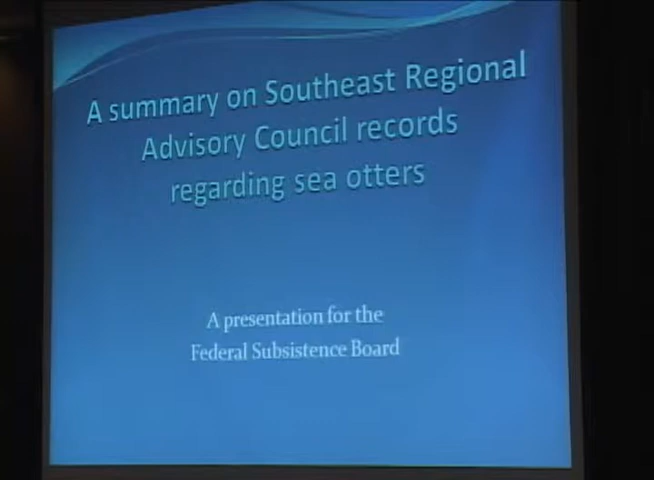 A summary on Southeast Regional
Advisory Council records
regarding sea otters
A presentation for the
Federal Subsistence Board